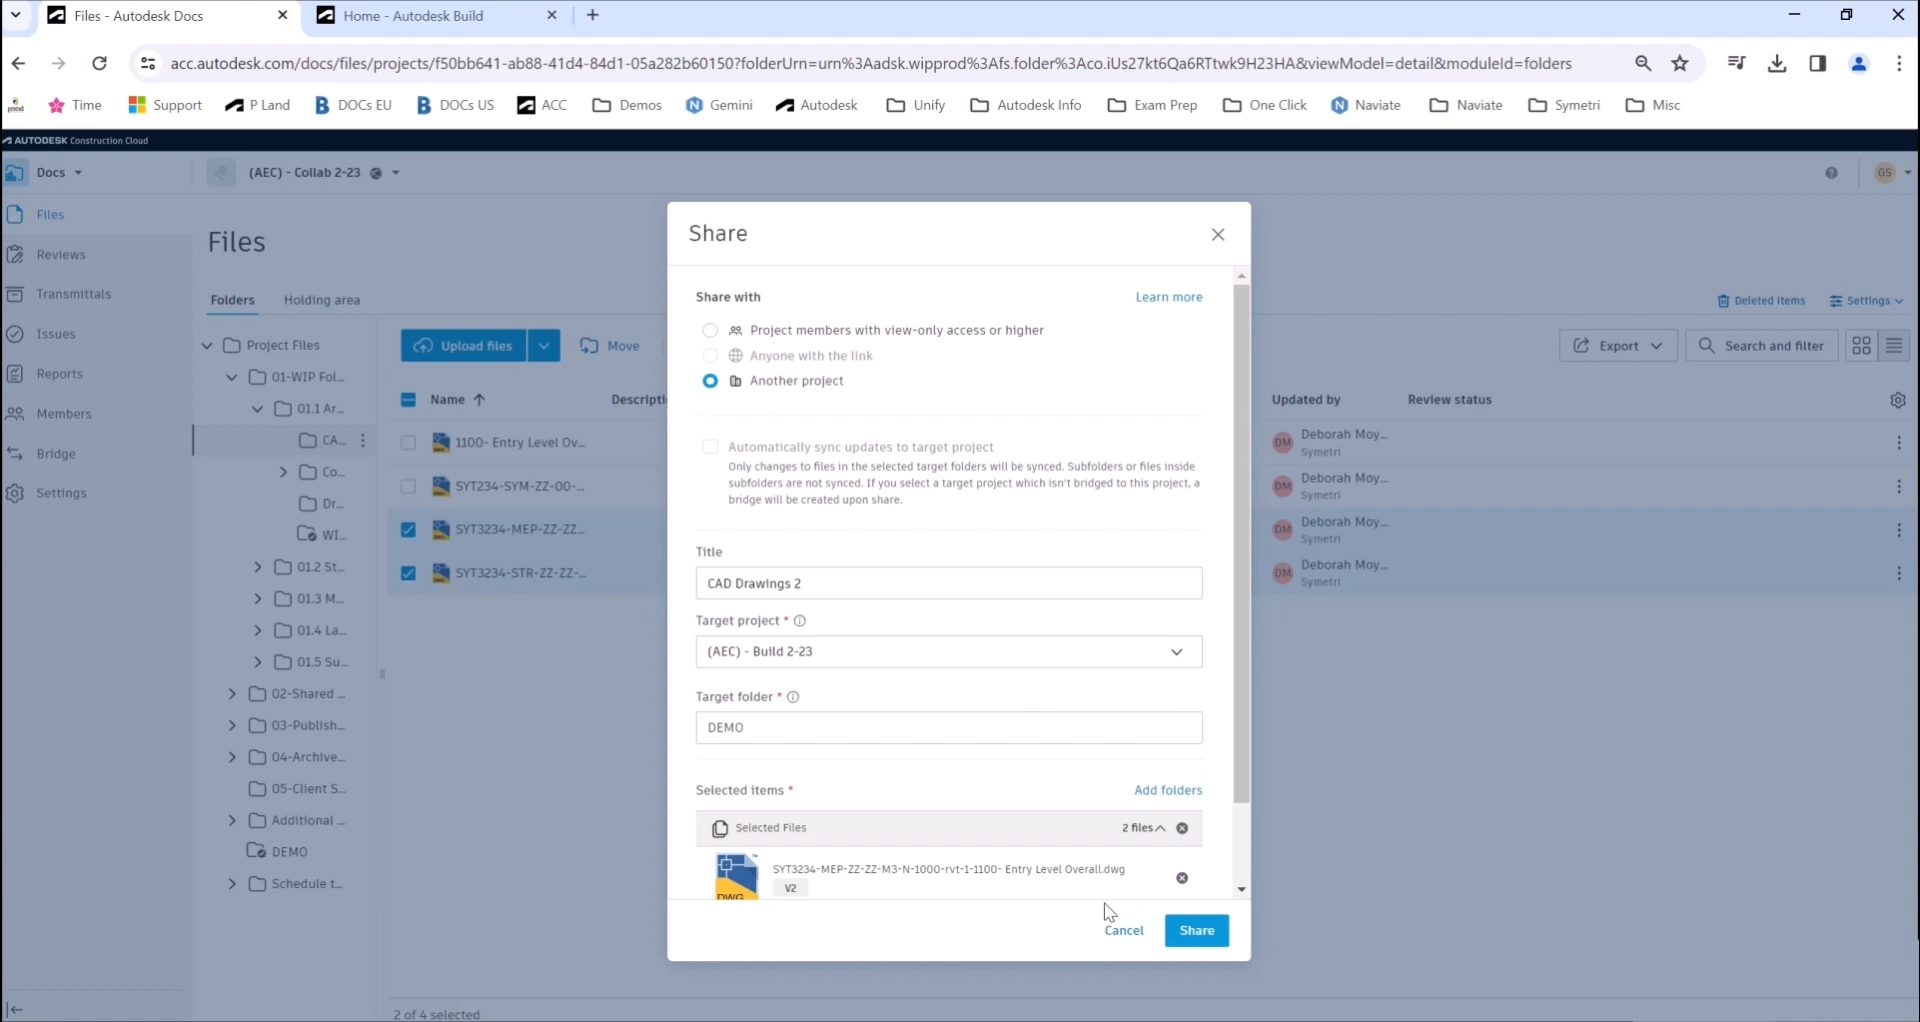 Files - Autodesk Docs
Home - Autodesk Build
acc.autodesk.com/docs/files/projects/f50bb641-ab88-41d4-84d1-05a282b60150?folderUrn=urn%3Aadsk.wipprod%3Afs.folder%3Aco.iUs27kt6Qa6RTtwk9H23HA&viewModel=detail&moduleId=folders
Time Support P Land DOCs EU DOCs US ACC Demos Gemini Autodesk Unify Autodesk Info Exam Prep One Click Naviate Naviate Symetri Misc
AUTODESK Construction Cloud
Docs
(AEC) - Collab 2-23
GS
Files
Reviews
Transmittals
Issues
Reports
Members
Bridge
Settings
Files
Folders Holding area
Deleted items Settings
Project Files
01-WIP Fol...
01.1 Ar...
CA...
Co...
Dr...
WI...
01.2 St...
01.3 M...
01.4 La...
01.5 Su...
02-Shared ...
03-Publish...
04-Archive...
05-Client S...
Additional ...
DEMO
Schedule t...
Upload files Move
Export Search and filter
Name Descripti
Updated by Review status
1100- Entry Level Ov...
DM Deborah Moy...
Symetri
SYT234-SYM-ZZ-00-...
DM Deborah Moy...
Symetri
SYT3234-MEP-ZZ-ZZ...
DM Deborah Moy...
Symetri
SYT3234-STR-ZZ-ZZ-...
DM Deborah Moy...
Symetri
2 of 4 selected
Share
Share with Learn more
Project members with view-only access or higher
Anyone with the link
Another project
Automatically sync updates to target project
Only changes to files in the selected target folders will be synced. Subfolders or files inside
subfolders are not synced. If you select a target project which isn't bridged to this project, a
bridge will be created upon share.
Title
CAD Drawings 2
Target project *
(AEC) - Build 2-23
Target folder *
DEMO
Selected items * Add folders
Selected Files 2 files
DWG
SYT3234-MEP-ZZ-ZZ-M3-N-1000-rvt-1-1100- Entry Level Overall.dwg
V2
Cancel Share